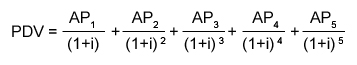 PDV = AP₁/(1+i) + AP₂/(1+i)² + AP₃/(1+i)³ + AP₄/(1+i)⁴ + AP₅/(1+i)⁵